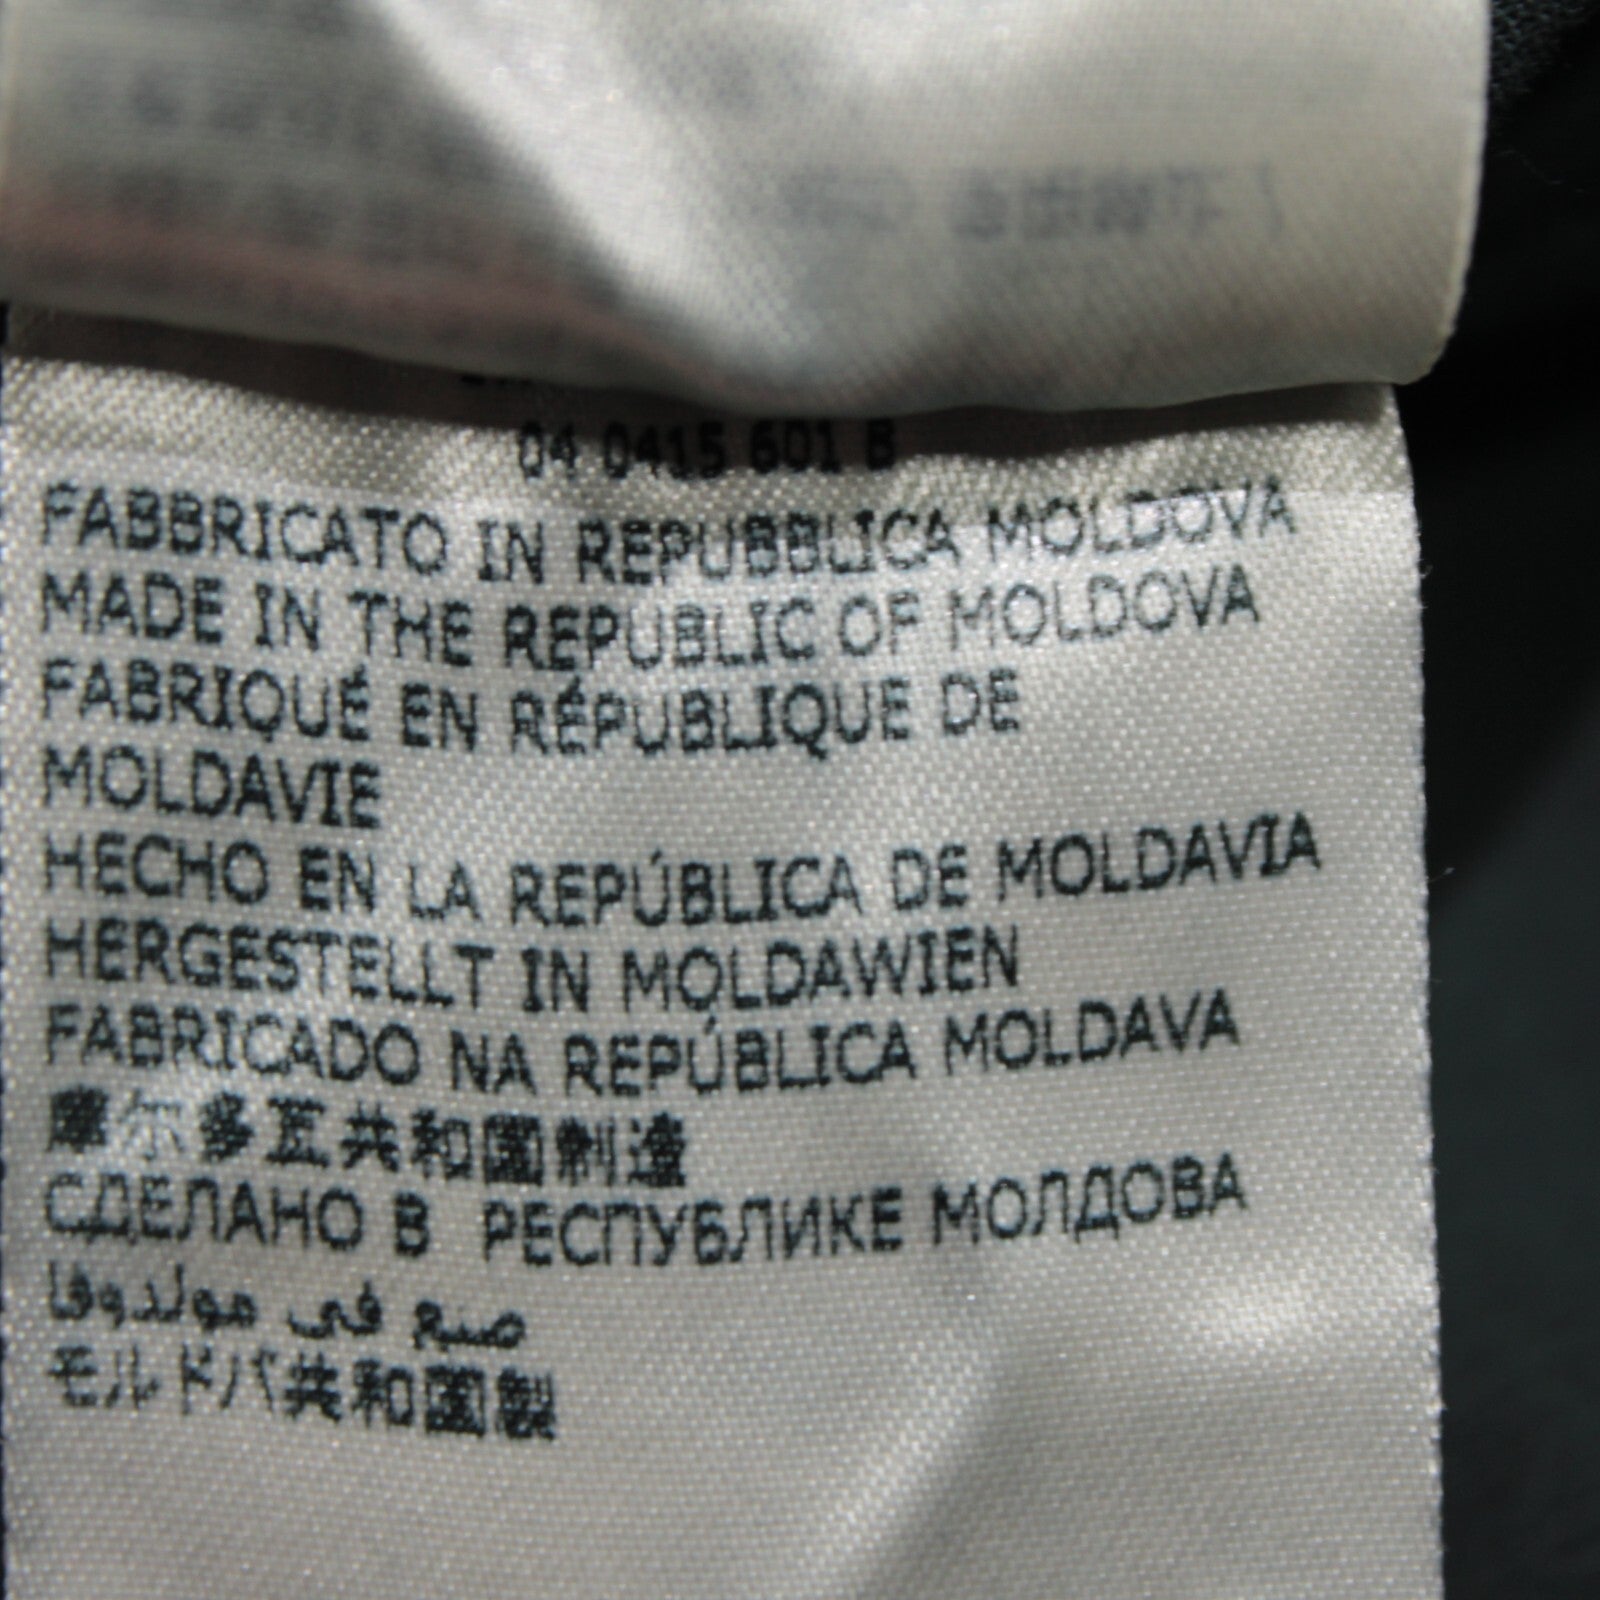 04 0415 601 B
FABBRICATO IN REPUBBLICA MOLDOVA
MADE IN THE REPUBLIC OF MOLDOVA
FABRIQUÉ EN RÉPUBLIQUE DE
MOLDAVIE
HECHO EN LA REPÚBLICA DE MOLDAVIA
HERGESTELLT IN MOLDAWIEN
FABRICADO NA REPÚBLICA MOLDAVA
摩尔多瓦共和國制造
СДЕЛАНО В РЕСПУБЛИКЕ МОЛДОВА
صنع في مولدوفا
モルドバ共和国製